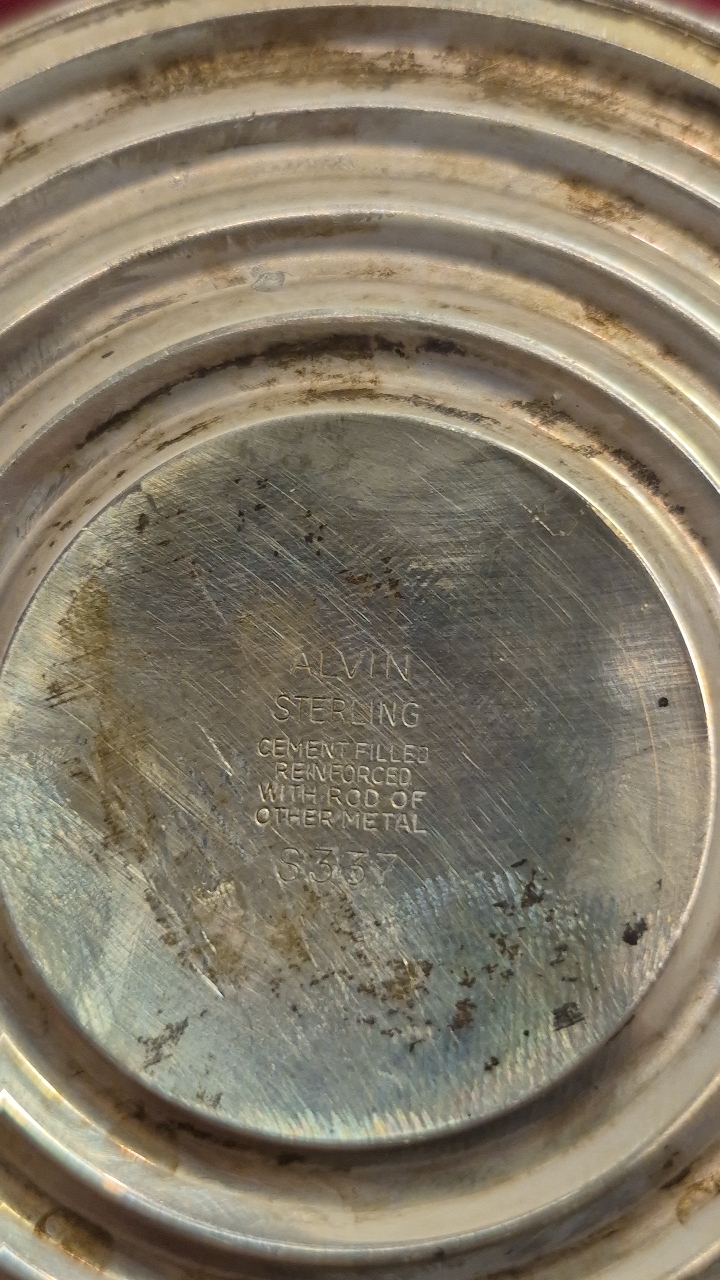 ALVIN
STERLING
CEMENT FILLED
REINFORCED
WITH ROD OF
OTHER METAL
S337